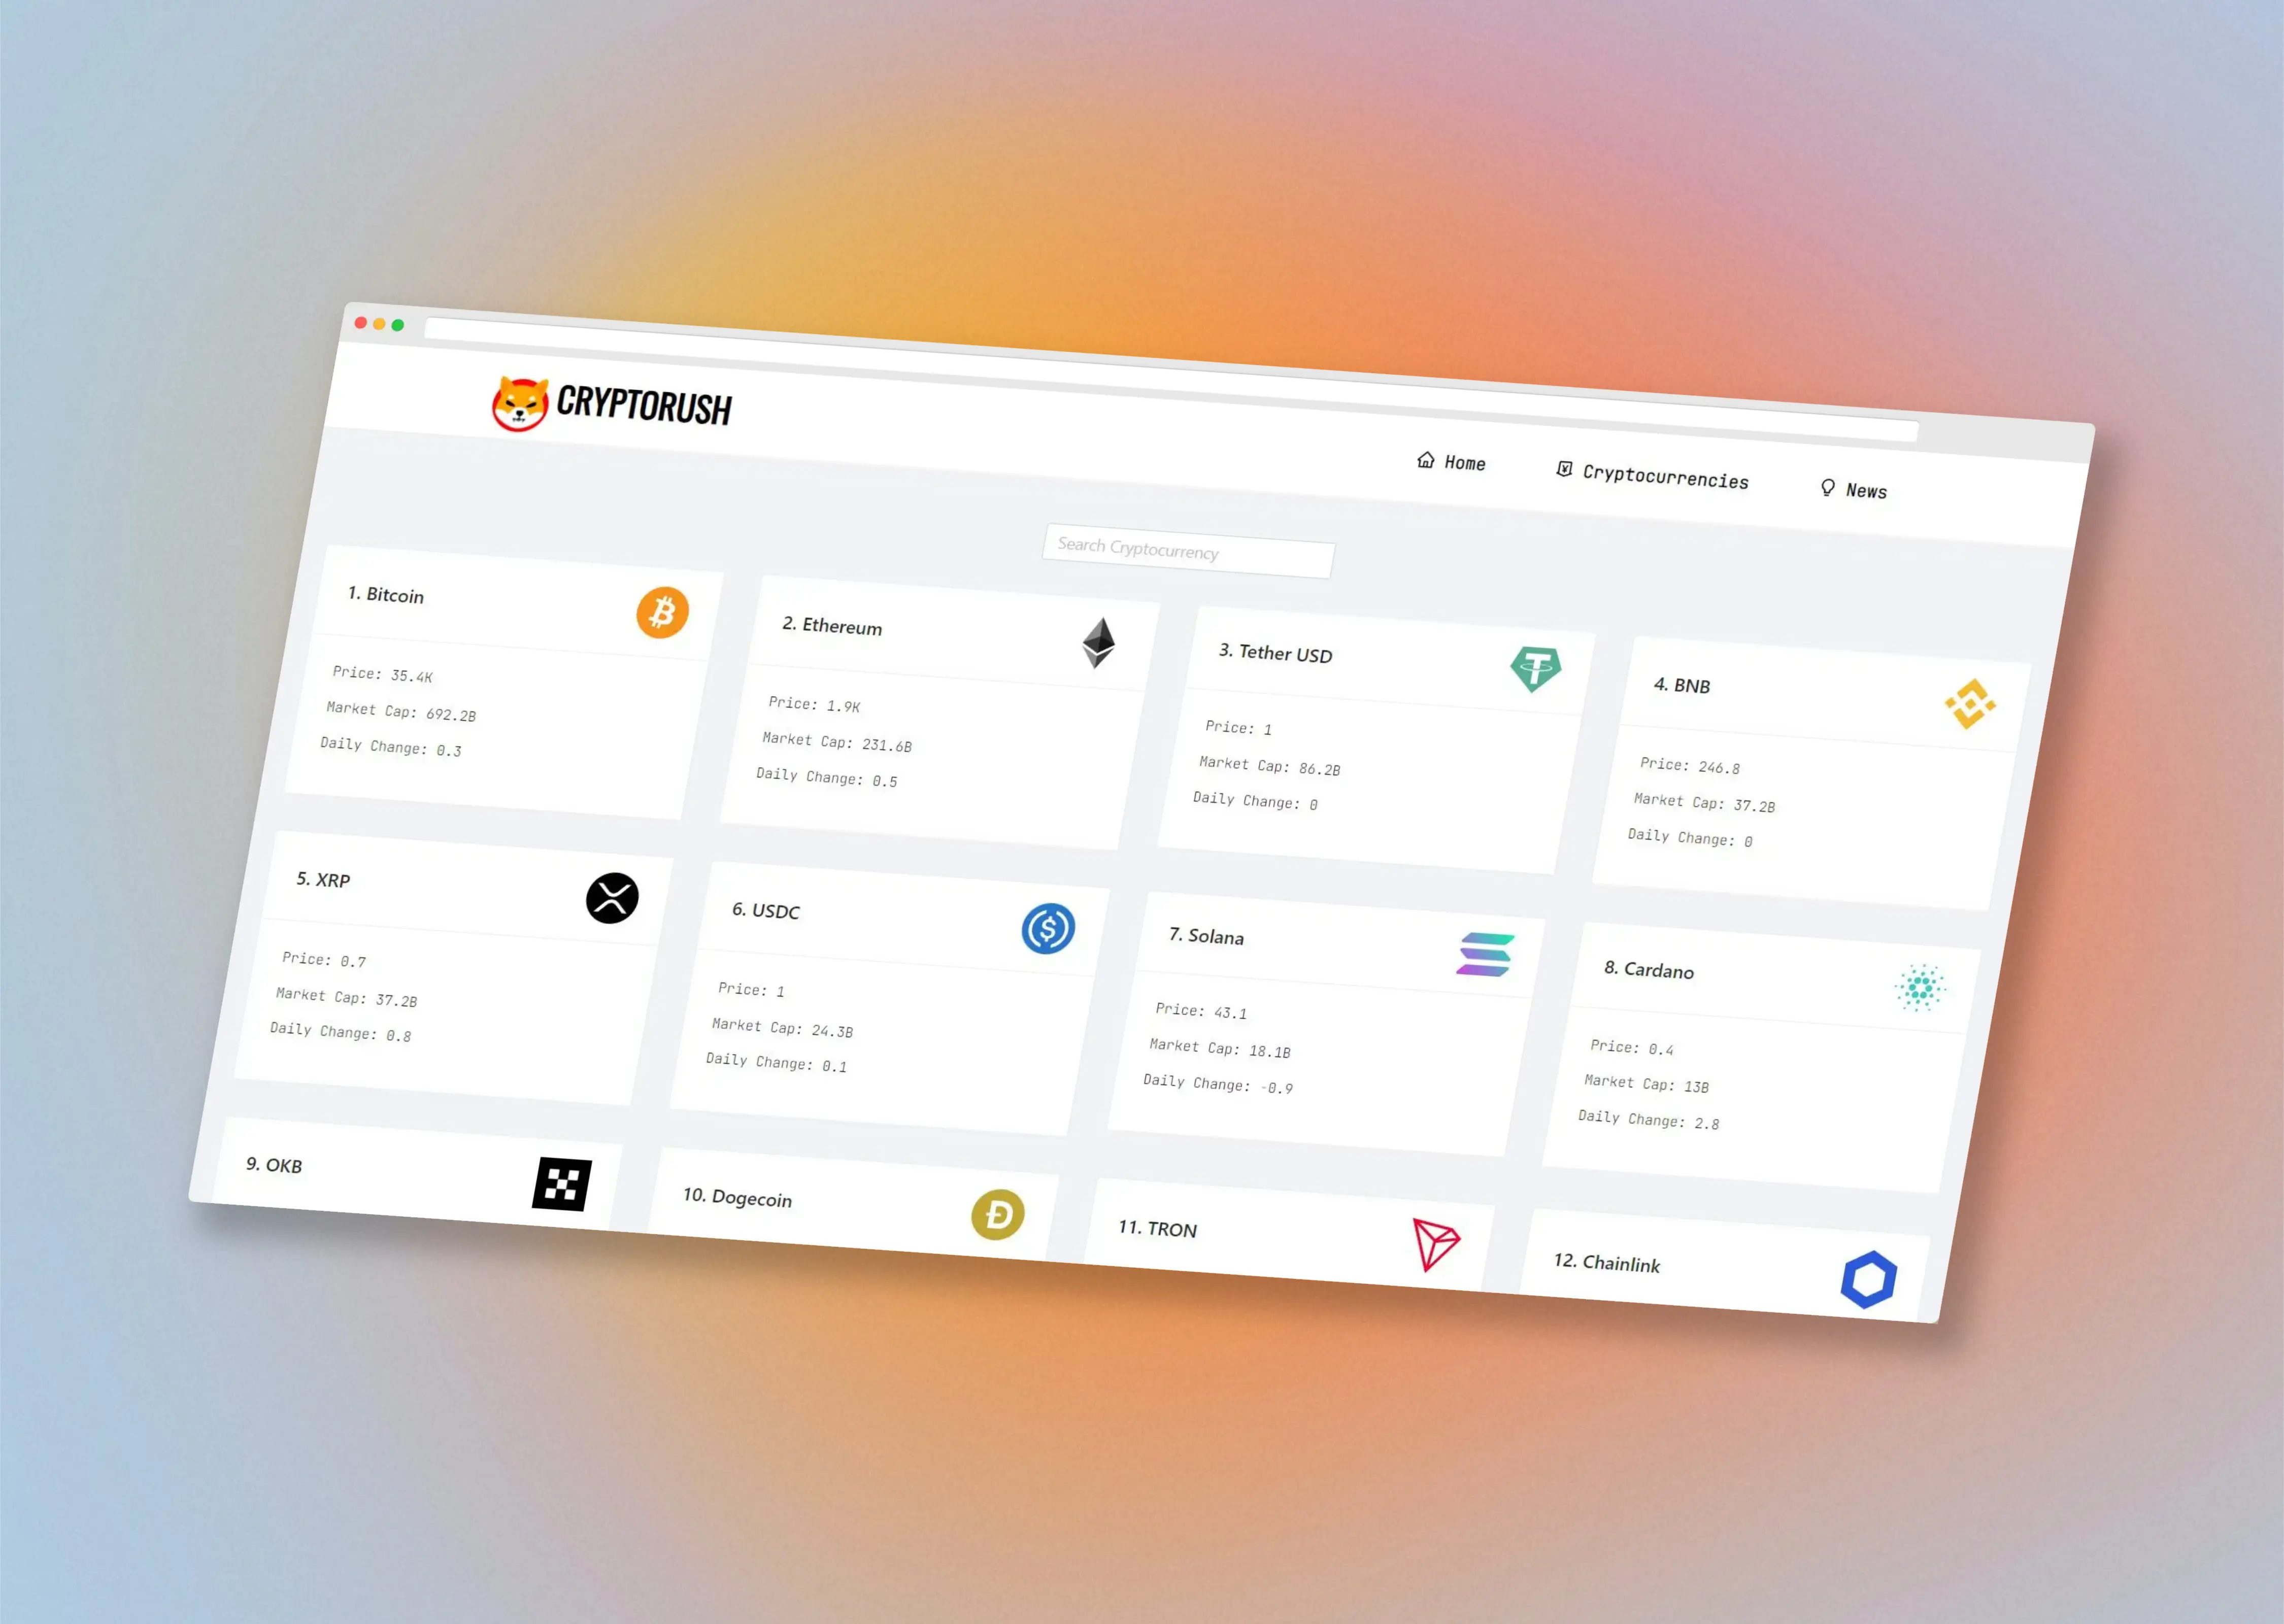 CRYPTORUSH
Home
Cryptocurrencies
News
Search Cryptocurrency
1. Bitcoin
Price: 35.4K
Market Cap: 692.2B
Daily Change: 0.3
2. Ethereum
Price: 1.9K
Market Cap: 231.6B
Daily Change: 0.5
3. Tether USD
Price: 1
Market Cap: 86.2B
Daily Change: 0
4. BNB
Price: 246.8
Market Cap: 37.2B
Daily Change: 0
5. XRP
Price: 0.7
Market Cap: 37.2B
Daily Change: 0.8
6. USDC
Price: 1
Market Cap: 24.3B
Daily Change: 0.1
7. Solana
Price: 43.1
Market Cap: 18.1B
Daily Change: -0.9
8. Cardano
Price: 0.4
Market Cap: 13B
Daily Change: 2.8
9. OKB
10. Dogecoin
11. TRON
12. Chainlink